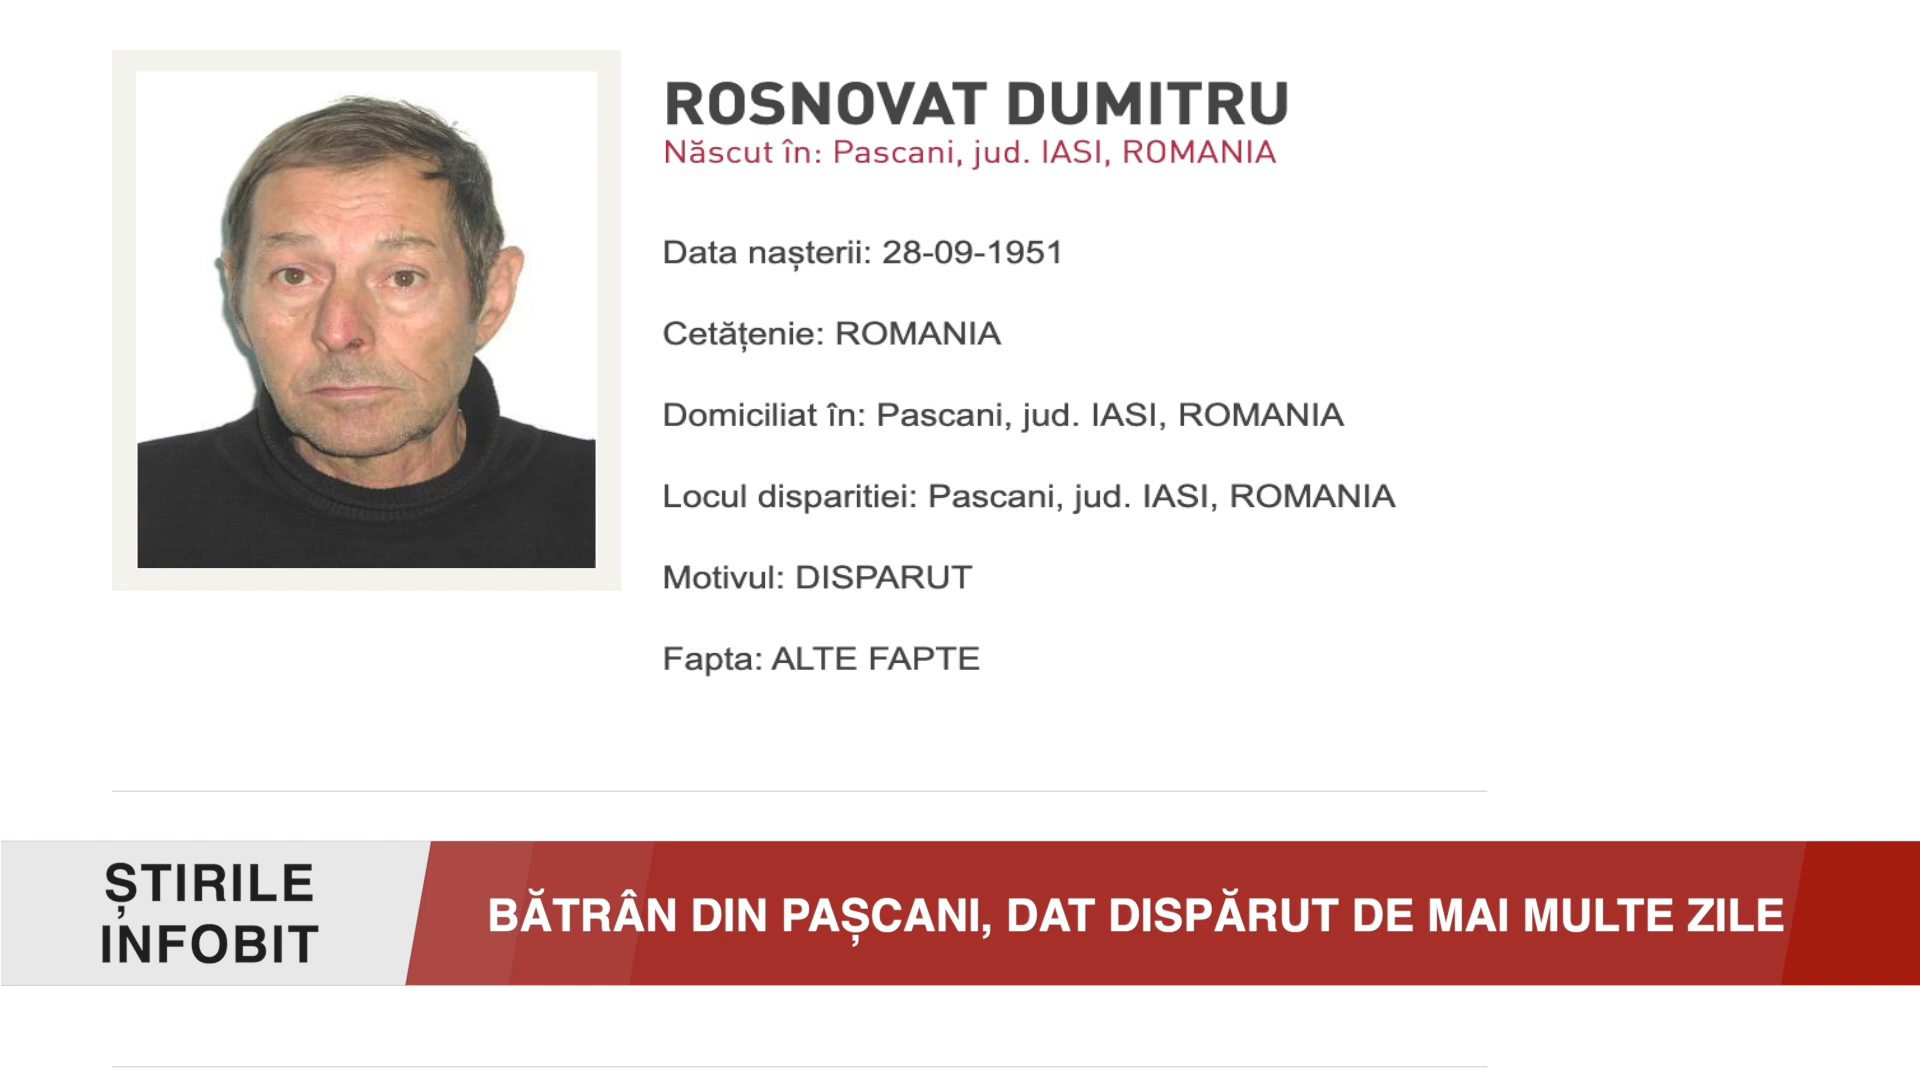 ROSNOVAT DUMITRU
Născut în: Pascani, jud. IASI, ROMANIA
Data nașterii: 28-09-1951
Cetățenie: ROMANIA
Domiciliat în: Pascani, jud. IASI, ROMANIA
Locul disparitiei: Pascani, jud. IASI, ROMANIA
Motivul: DISPARUT
Fapta: ALTE FAPTE
ȘTIRILE
INFOBIT
BĂTRÂN DIN PAȘCANI, DAT DISPĂRUT DE MAI MULTE ZILE